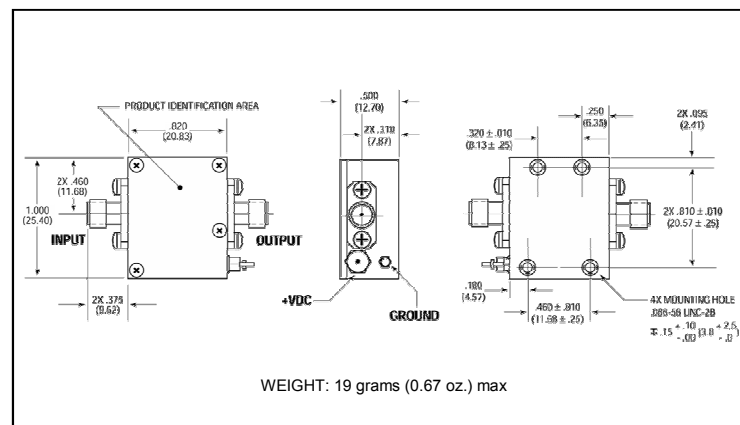 PRODUCT IDENTIFICATION AREA
.820
(20.83)
2X .460
(11.68)
1.000
(25.40)
INPUT
OUTPUT
2X .375
(9.52)
.500
(12.70)
2X .310
(7.87)
+VDC
GROUND
.320 ± .010
(8.13 ± .25)
.250
(6.35)
2X .095
(2.41)
2X .810 ± .010
(20.57 ± .25)
.180
(4.57)
(11.68 ± .25)
4X MOUNTING HOLE
WEIGHT: 19 grams (0.67 oz.) max